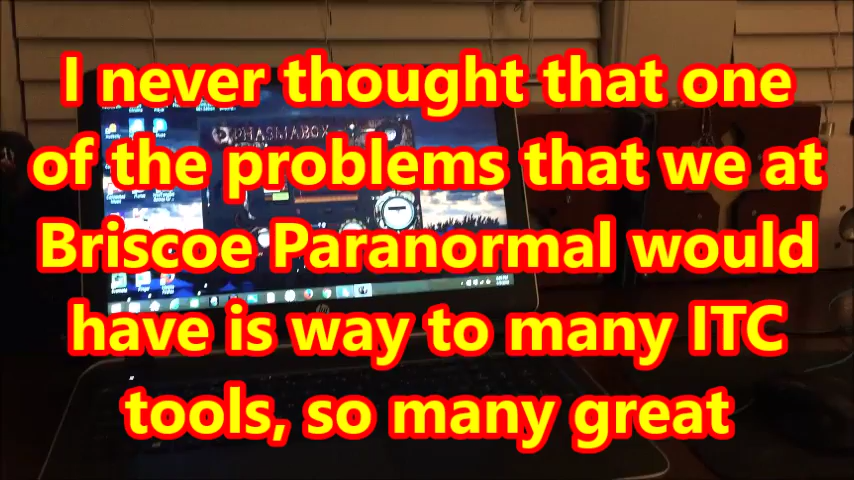 I never thought that one
of the problems that we at
Briscoe Paranormal would
have is way to many ITC
tools, so many great
PHASMABOX